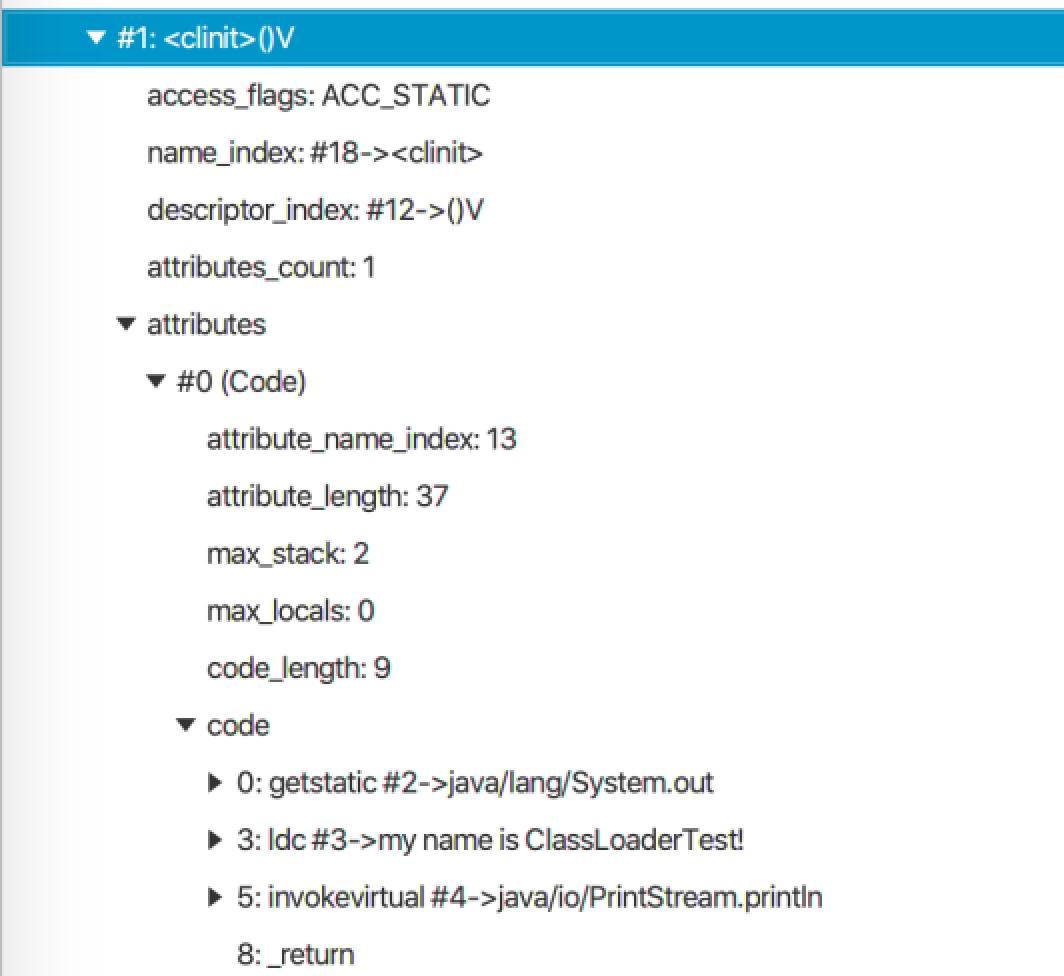 #1: <clinit>()V
access_flags: ACC_STATIC
name_index: #18-><clinit>
descriptor_index: #12->()V
attributes_count: 1
attributes
#0 (Code)
attribute_name_index: 13
attribute_length: 37
max_stack: 2
max_locals: 0
code_length: 9
code
0: getstatic #2->java/lang/System.out
3: ldc #3->my name is ClassLoaderTest!
5: invokevirtual #4->java/io/PrintStream.println
8: _return